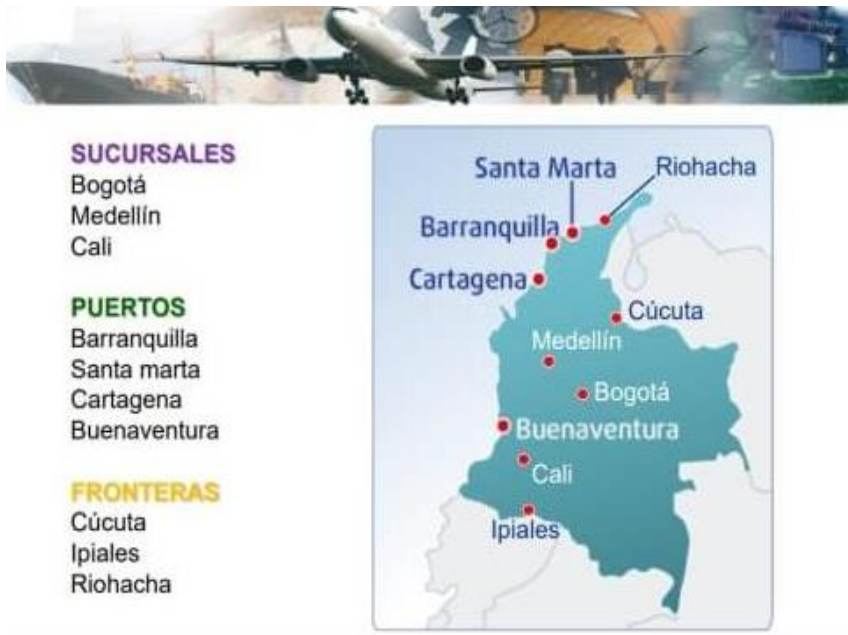 SUCURSALES
Bogotá
Medellín
Cali
PUERTOS
Barranquilla
Santa marta
Cartagena
Buenaventura
FRONTERAS
Cúcuta
Ipiales
Riohacha
Santa Marta
Riohacha
Barranquilla
Cartagena
Cúcuta
Medellín
Bogotá
Buenaventura
Cali
Ipiales